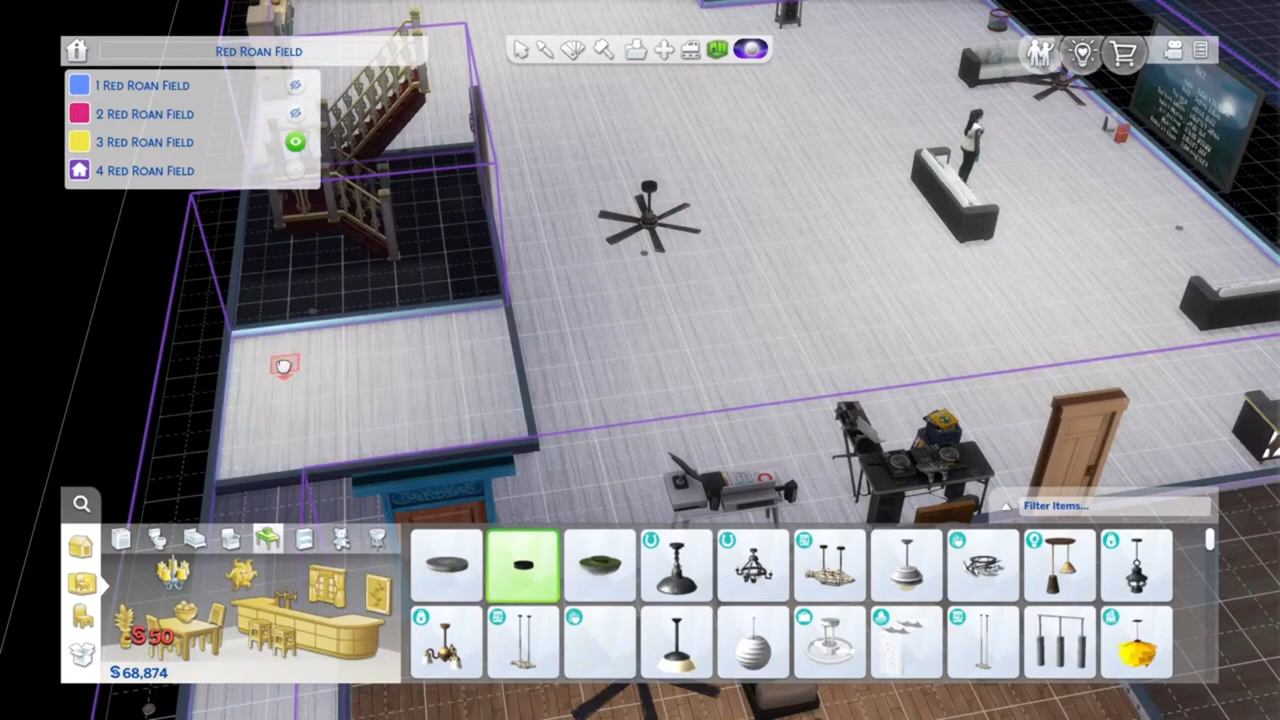 RED ROAN FIELD
1 RED ROAN FIELD
2 RED ROAN FIELD
3 RED ROAN FIELD
4 RED ROAN FIELD
Filter Items...
§50
§68,874